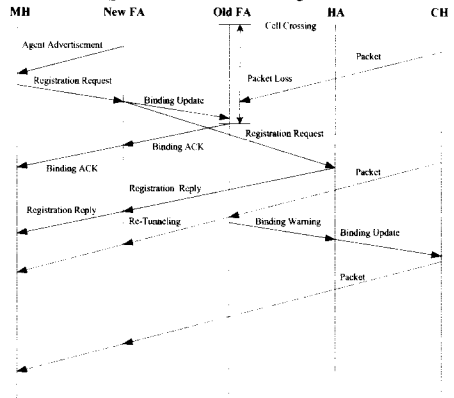 MH New FA Old FA HA CH
Cell Crossing
Agent Advertisement
Packet
Registration Request
Packet Loss
Binding Update
Registration Request
Binding ACK
Binding ACK
Packet
Registration Reply
Registration Reply
Re-Tunneling
Binding Warning
Binding Update
Packet